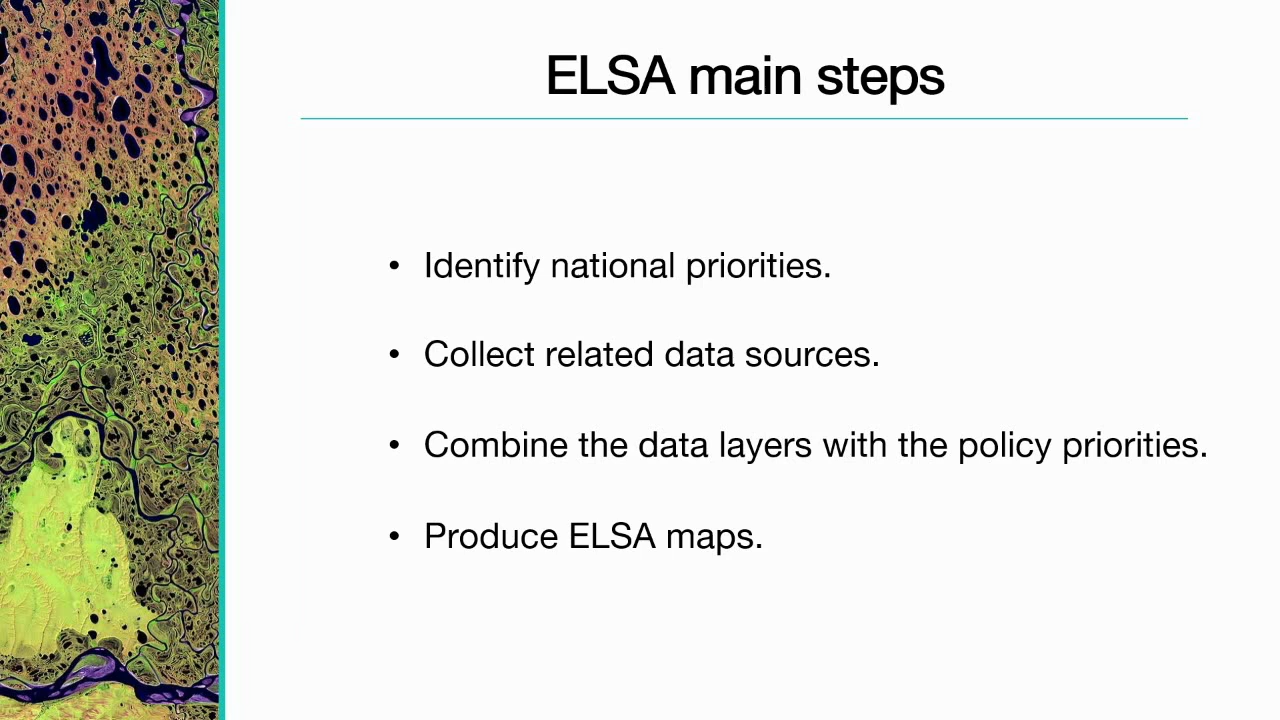 ELSA main steps
• Identify national priorities.
• Collect related data sources.
• Combine the data layers with the policy priorities.
• Produce ELSA maps.